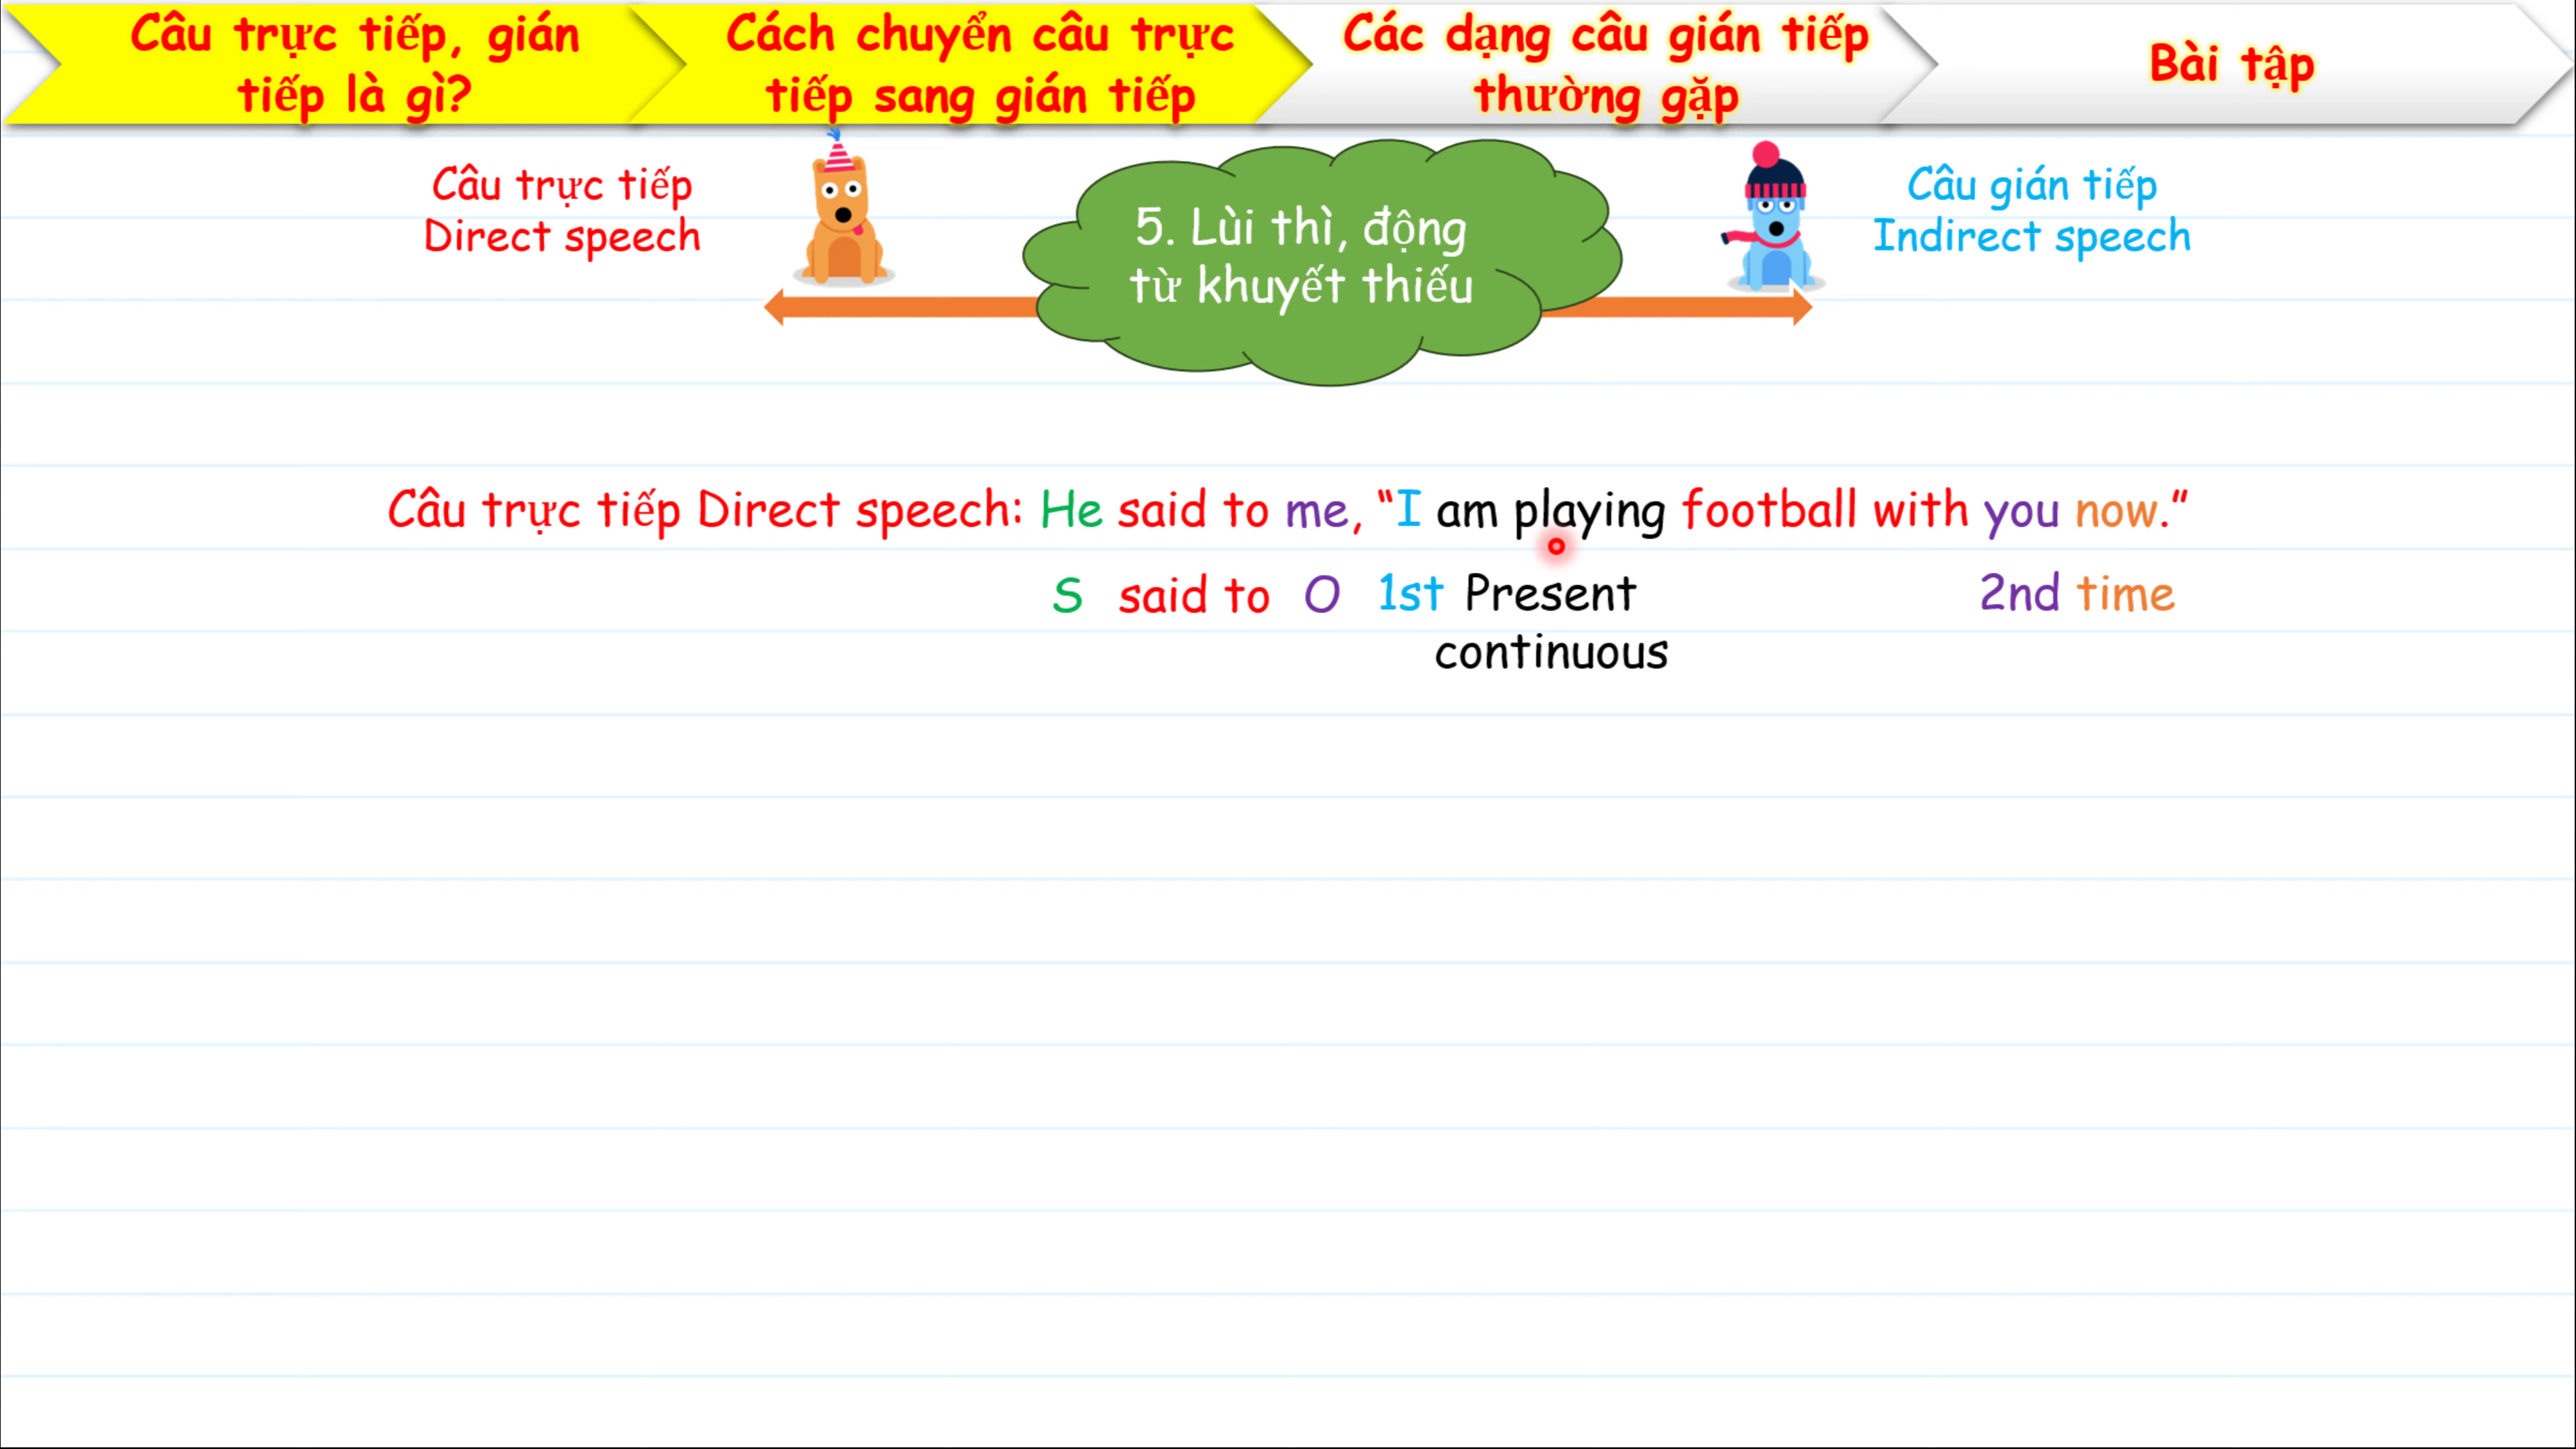 Câu trực tiếp, gián
tiếp là gì?
Cách chuyển câu trực
tiếp sang gián tiếp
Các dạng câu gián tiếp
thường gặp
Bài tập
Câu trực tiếp
Direct speech
5. Lùi thì, động
từ khuyết thiếu
Câu gián tiếp
Indirect speech
Câu trực tiếp Direct speech: He said to me, “I am playing football with you now.”
S said to O 1st Present 2nd time
continuous